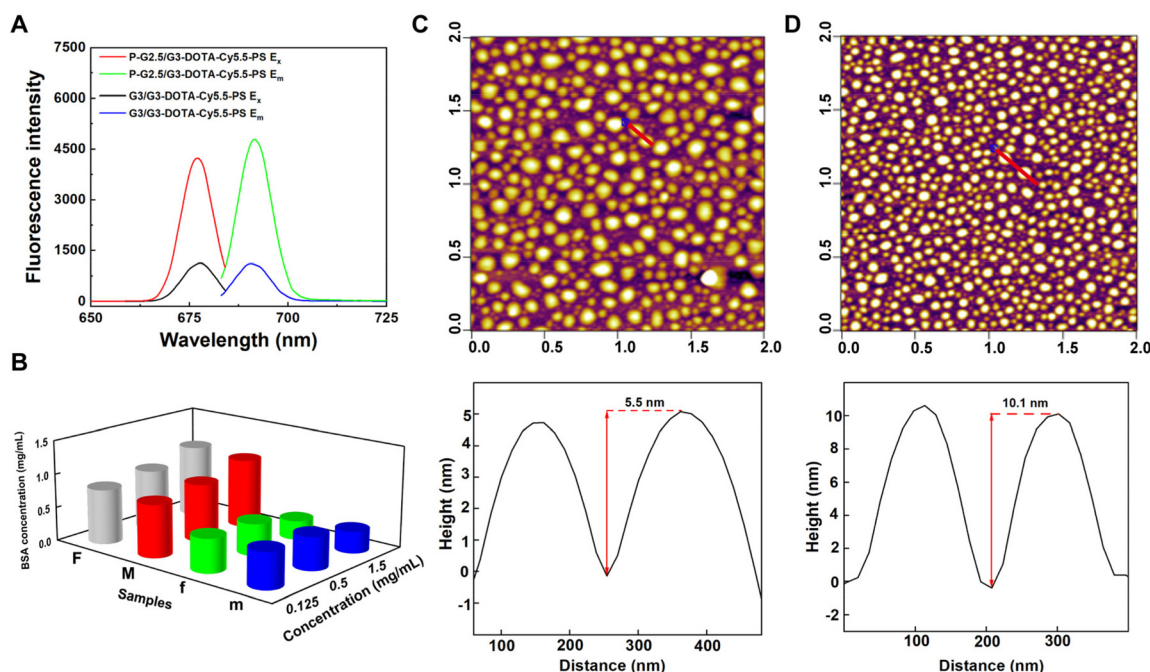 A
7500
6000
4500
3000
1500
0
Fluorescence intensity
P-G2.5/G3-DOTA-Cy5.5-PS Ex
P-G2.5/G3-DOTA-Cy5.5-PS Em
G3/G3-DOTA-Cy5.5-PS Ex
G3/G3-DOTA-Cy5.5-PS Em
650 675 700 725
Wavelength (nm)
B
BSA concentration (mg/mL)
1.5
1.0
0.5
0.0
F M f m
Samples
0.125 0.5 1.5
Concentration (mg/mL)
C
2.0
1.5
1.0
0.5
0.0
0.0 0.5 1.0 1.5 2.0
5.5 nm
Height (nm)
5
4
3
2
1
0
-1
100 200 300 400
Distance (nm)
D
2.0
1.5
1.0
0.5
0.0
0.0 0.5 1.0 1.5 2.0
10.1 nm
Height (nm)
10
8
6
4
2
0
-2
100 200 300
Distance (nm)